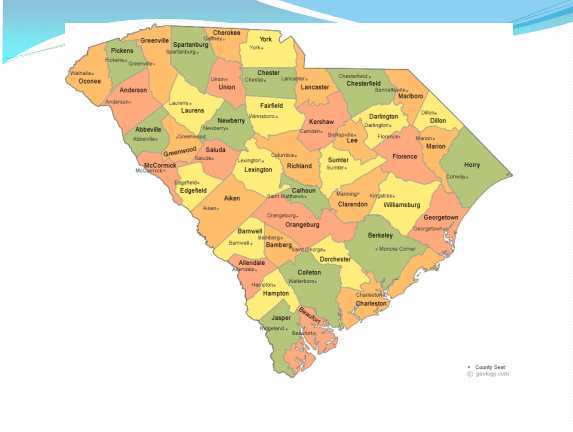 Cherokee
Gaffney
Greenville
Spartanburg
Spartanburg
York
York
Pickens
Pickens
Greenville
Walhalla
Oconee
Union
Union
Chester
Chester
Lancaster
Lancaster
Chesterfield
Chesterfield
Bennettsville
Marlboro
Anderson
Anderson
Laurens
Laurens
Fairfield
Winnsboro
Kershaw
Camden
Darlington
Darlington
Dillon
Dillon
Abbeville
Abbeville
Greenwood
Greenwood
Newberry
Newberry
Bishopville
Lee
Florence
Florence
Marion
Marion
Saluda
Saluda
McCormick
McCormick
Lexington
Lexington
Columbia
Richland
Sumter
Sumter
Horry
Conway
Edgefield
Edgefield
Aiken
Aiken
Calhoun
Saint Matthews
Manning
Clarendon
Kingstree
Williamsburg
Orangeburg
Orangeburg
Georgetown
Georgetown
Barnwell
Barnwell
Bamberg
Bamberg
Saint George
Dorchester
Berkeley
Moncks Corner
Allendale
Allendale
Colleton
Walterboro
Hampton
Hampton
Charleston
Charleston
Jasper
Ridgeland
Beaufort
Beaufort
County Seat
© geology.com